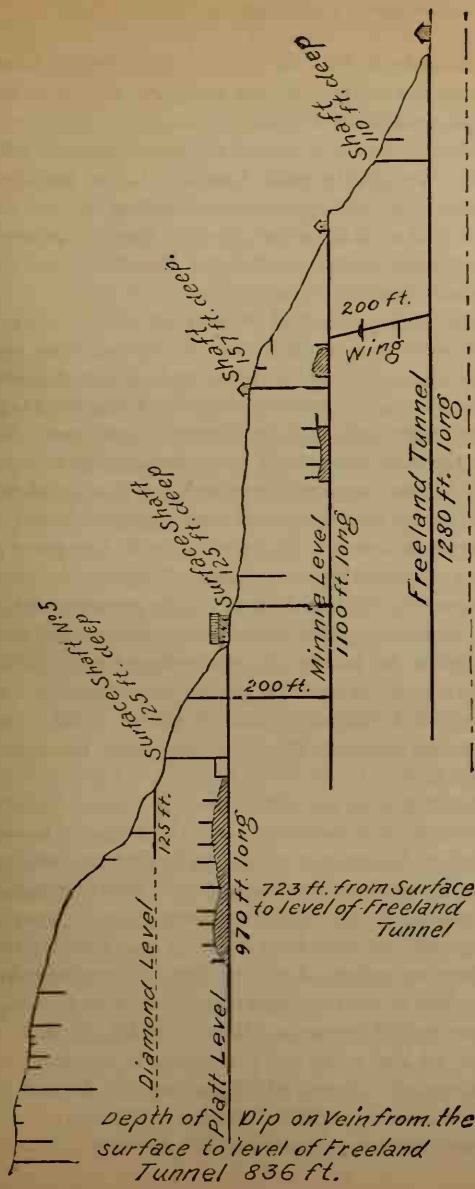 Shaft
110 ft. deep
Shaft
157 ft. deep.
200 ft.
Wing
Freeland Tunnel
1280 ft. long
Surface Shaft
125 ft. deep
Minnie Level
1100 ft. long
Surface Shaft Nº5
125 ft. deep
200 ft.
125 ft.
Diamond Level
Platt Level
970 ft. long
723 ft. from Surface
to level of Freeland
Tunnel
Depth of Dip on Vein from the
surface to level of Freeland
Tunnel 836 ft.